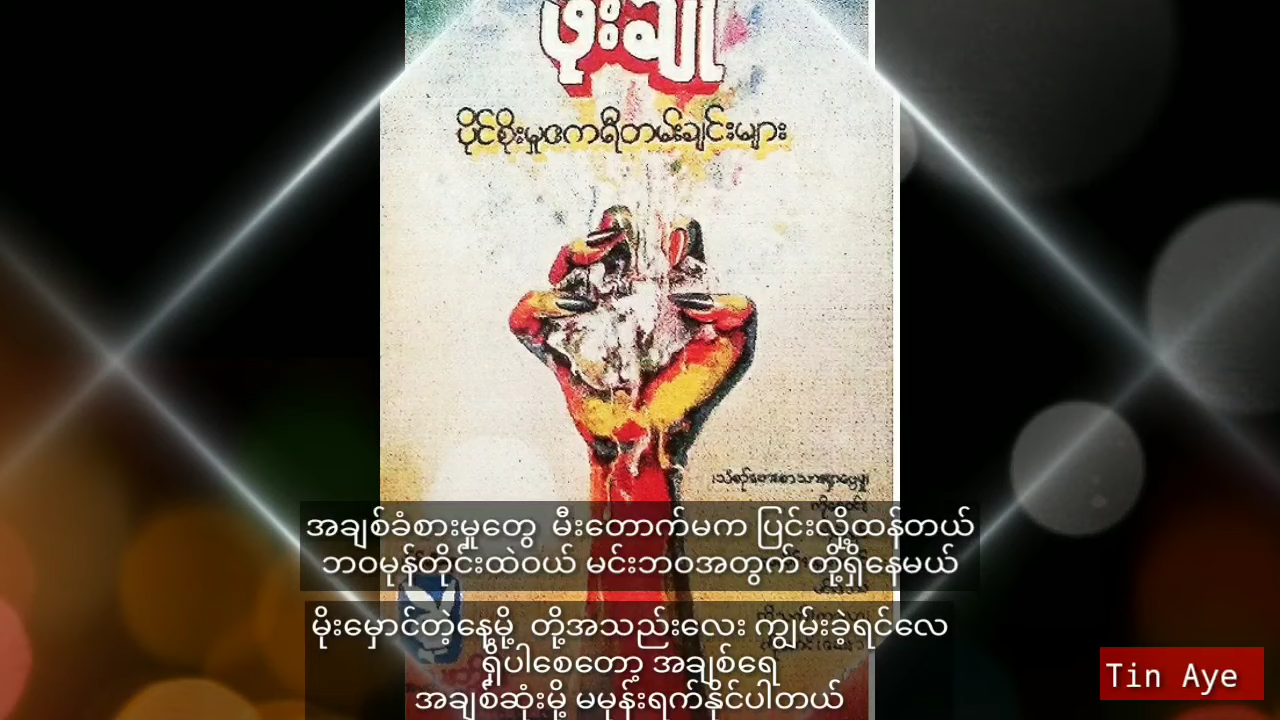 ဖိုးချို
ပိုင်စိုးမှုဧကရီတမ်းချင်းများ
အချစ်ခံစားမှုတွေ မီးတောက်မက ပြင်းလို့ထန်တယ်
ဘဝမုန်တိုင်းထဲဝယ် မင်းဘဝအတွက် တို့ရှိနေမယ်
မိုးမှောင်တဲ့နေ့မို့ တို့အသည်းလေး ကျွမ်းခဲ့ရင်လေ
ရှိပါစေတော့ အချစ်ရေ
အချစ်ဆုံးမို့ မမုန်းရက်နိုင်ပါတယ်
Tin Aye